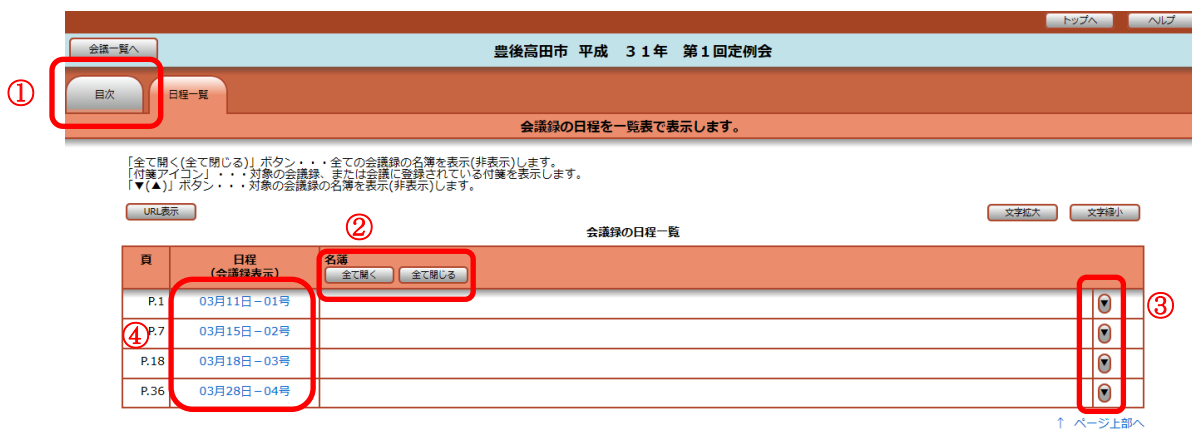 トップへ ヘルプ
会議一覧へ 豊後高田市 平成 ３１年 第１回定例会
① 目次 日程一覧
会議録の日程を一覧表で表示します。
「全て開く(全て閉じる)」ボタン・・・全ての会議録の名簿を表示(非表示)します。
「付箋アイコン」・・・対象の会議録、または会議に登録されている付箋を表示します。
「▼(▲)」ボタン・・・対象の会議録の名簿を表示(非表示)します。
URL表示 文字拡大 文字縮小
②
会議録の日程一覧
頁 日程 名簿
(会議録表示) 全て開く 全て閉じる
P.1 03月11日－01号 ▼ ③
④ P.7 03月15日－02号 ▼
P.18 03月18日－03号 ▼
P.36 03月28日－04号 ▼
↑ ページ上部へ